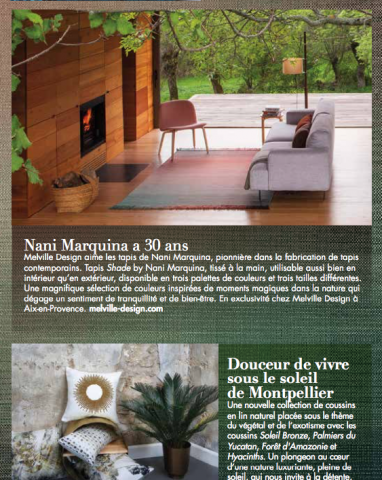 Nani Marquina a 30 ans
Melville Design aime les tapis de Nani Marquina, pionnière dans la fabrication de tapis
contemporains. Tapis Shade by Nani Marquina, tissé à la main, utilisable aussi bien en
intérieur qu'en extérieur, disponible en trois palettes de couleurs et trois tailles différentes.
Une magnifique sélection de couleurs inspirées de moments magiques dans la nature qui
dégage un sentiment de tranquillité et de bien-être. En exclusivité chez Melville Design à
Aix-en-Provence. melville-design.com
Douceur de vivre
sous le soleil
de Montpellier
Une nouvelle collection de coussins
en lin naturel placée sous le thème
du végétal et de l'exotisme avec les
coussins Soleil Bronze, Palmiers du
Yucatan, Forêt d'Amazonie et
Hyacinths. Un plongeon au cœur
d'une nature luxuriante, pleine de
soleil, qui nous invite à la détente.